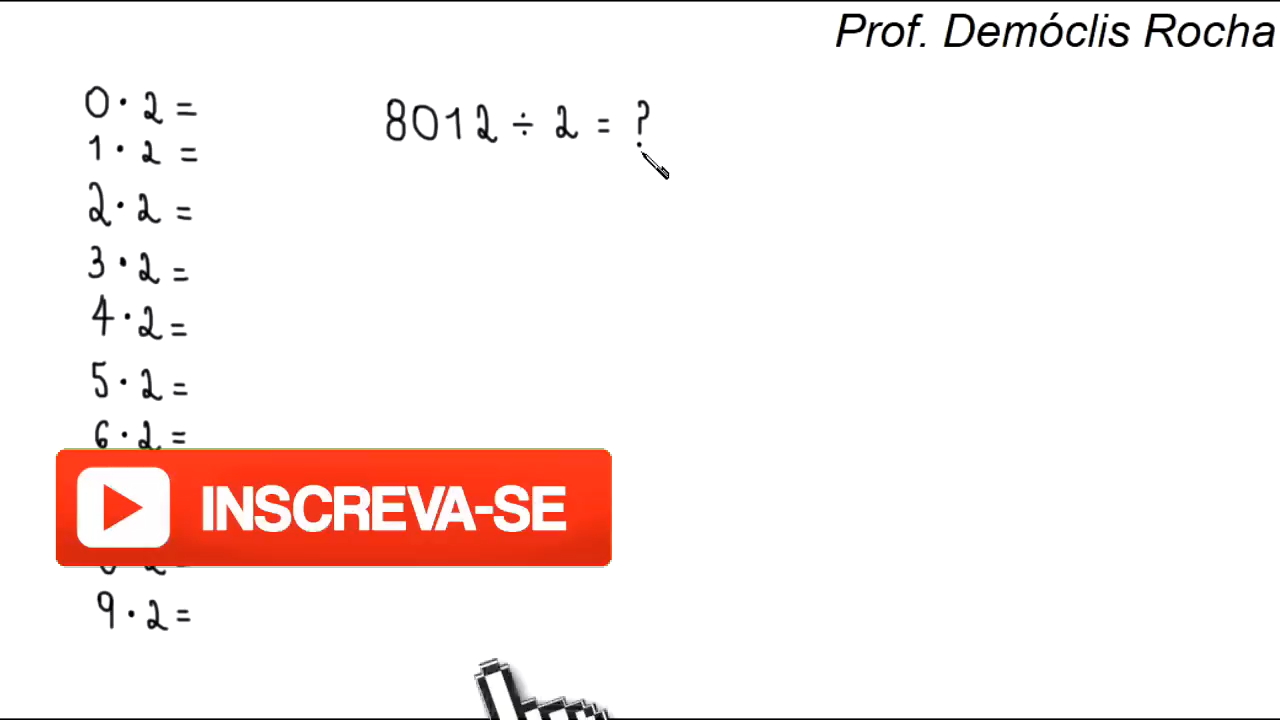 Prof. Demóclis Rocha
8012 ÷ 2 = ?
0 · 2 =
1 · 2 =
2 · 2 =
3 · 2 =
4 · 2 =
5 · 2 =
6 · 2 =
INSCREVA-SE
9 · 2 =